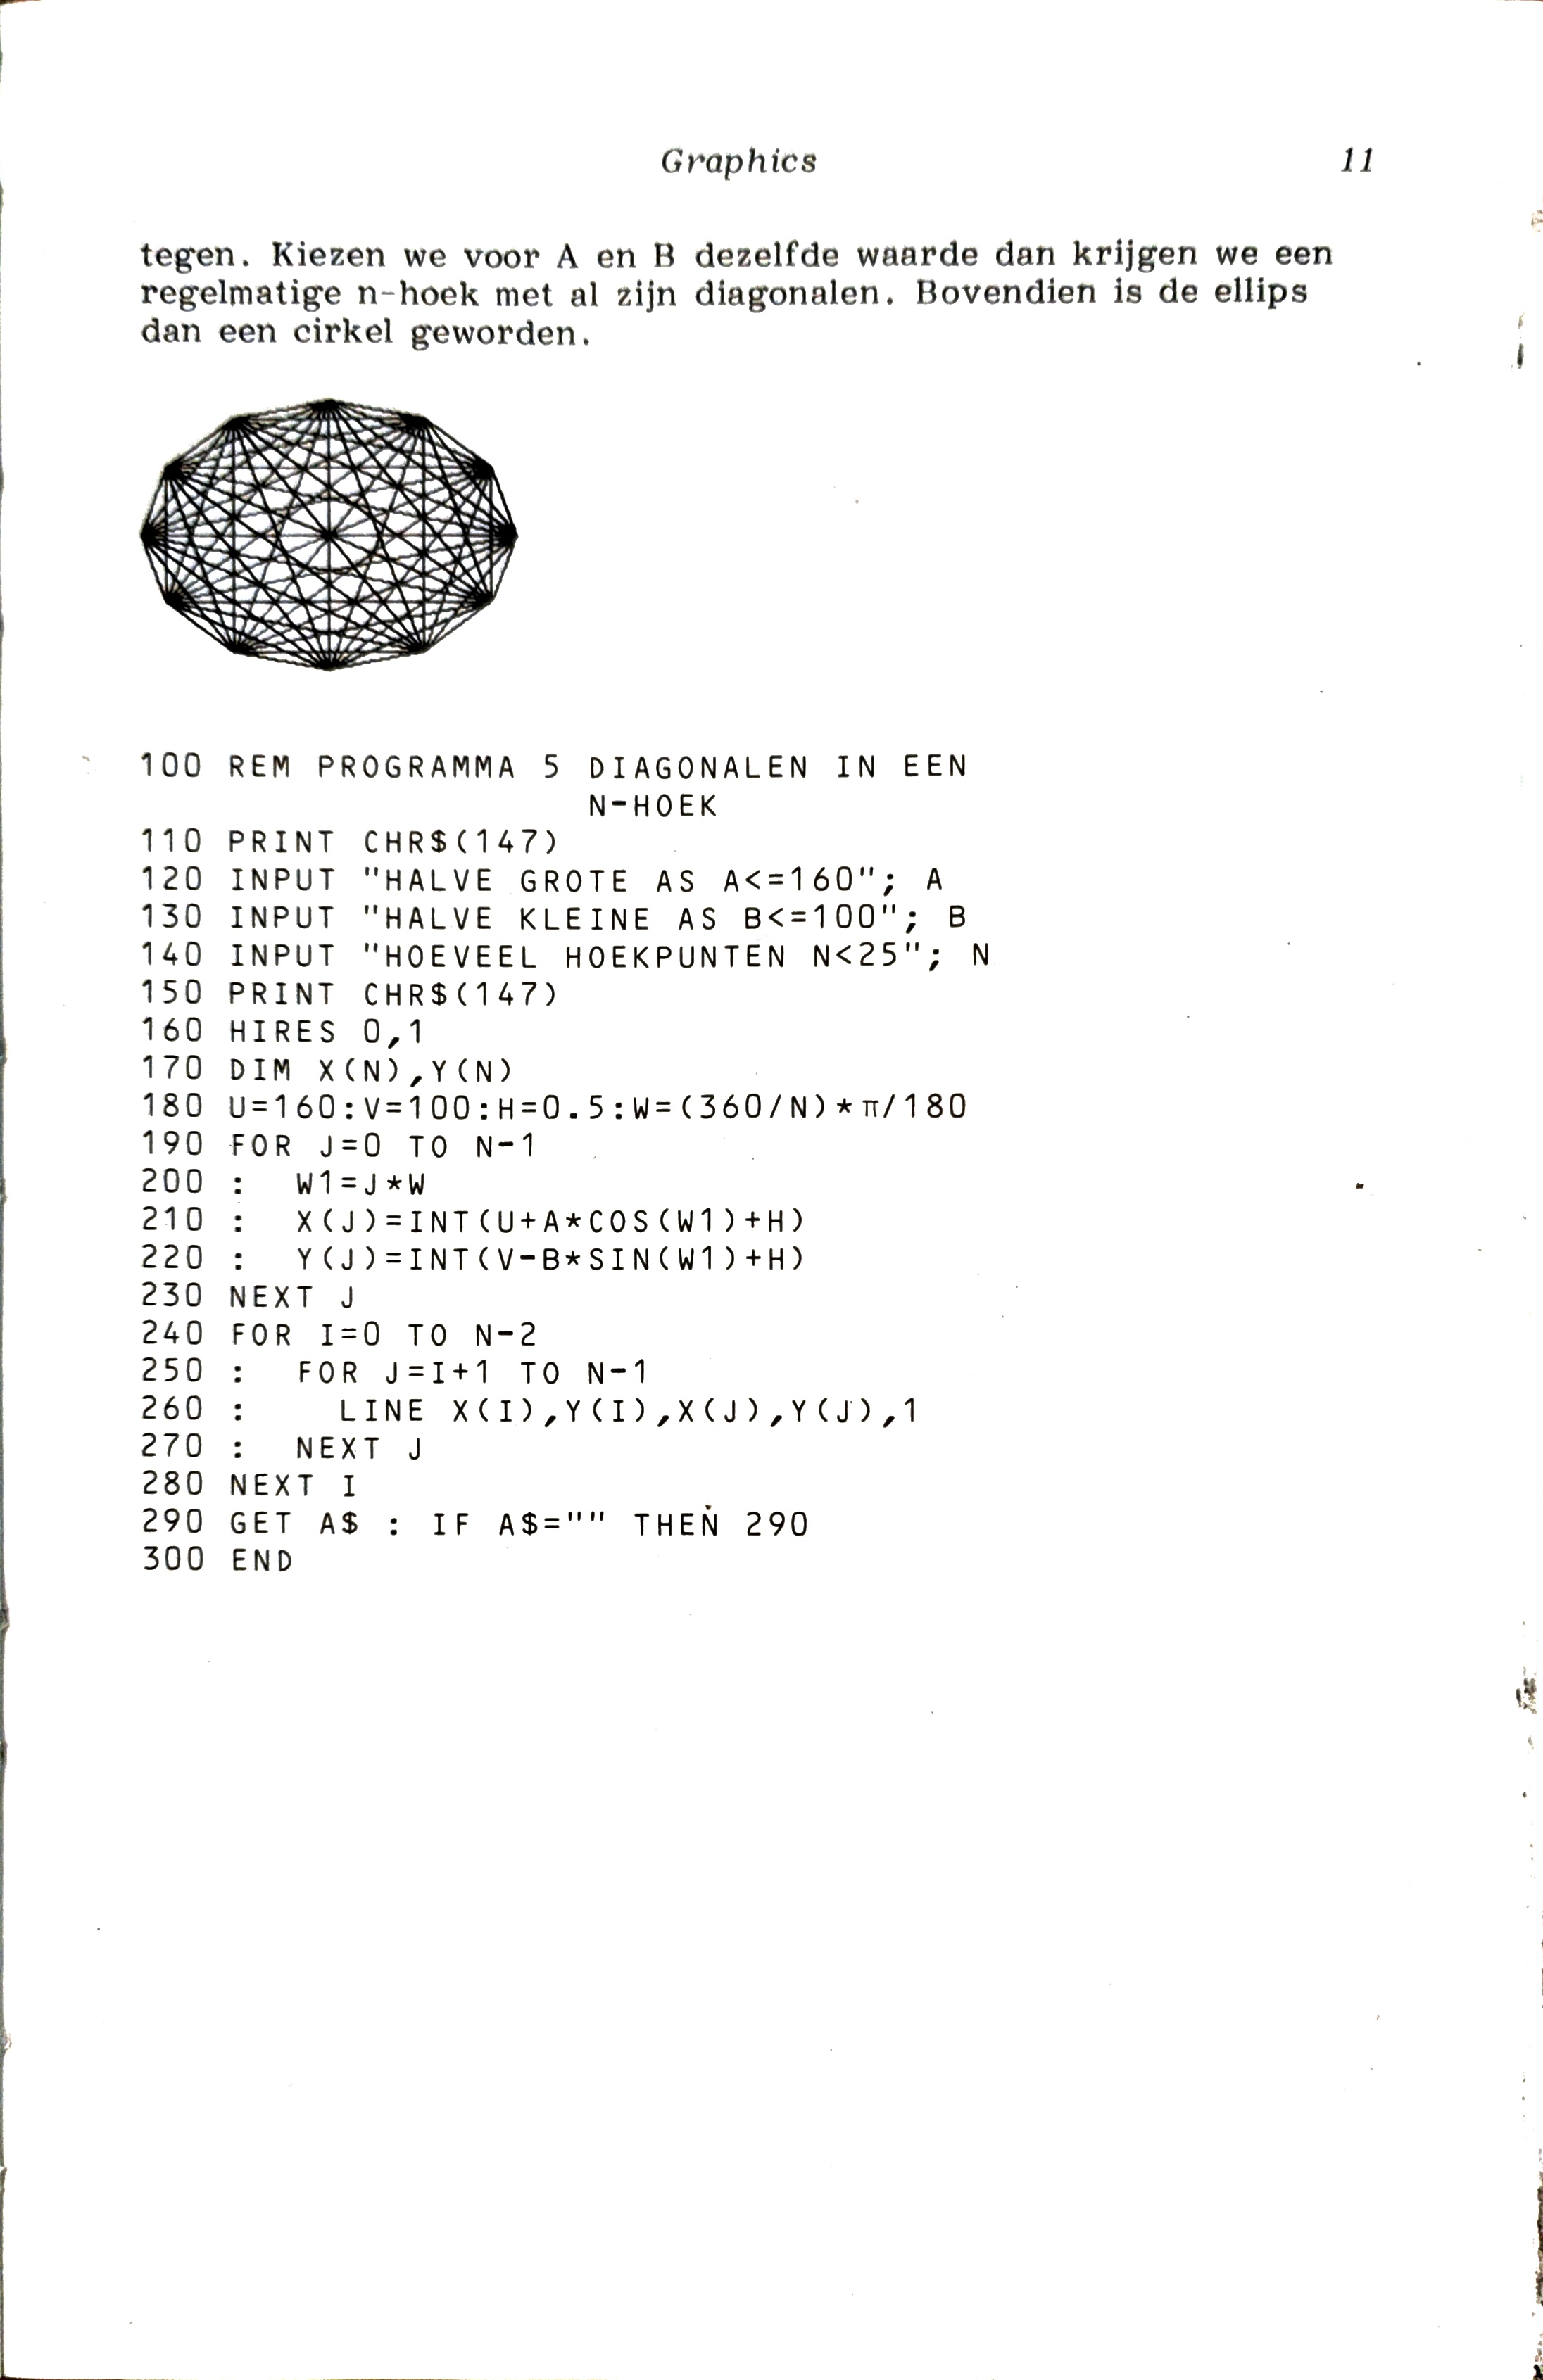 Graphics 11
tegen. Kiezen we voor A en B dezelfde waarde dan krijgen we een
regelmatige n-hoek met al zijn diagonalen. Bovendien is de ellips
dan een cirkel geworden.
100 REM PROGRAMMA 5 DIAGONALEN IN EEN
N-HOEK
110 PRINT CHR$(147)
120 INPUT "HALVE GROTE AS A<=160"; A
130 INPUT "HALVE KLEINE AS B<=100"; B
140 INPUT "HOEVEEL HOEKPUNTEN N<25"; N
150 PRINT CHR$(147)
160 HIRES 0,1
170 DIM X(N),Y(N)
180 U=160:V=100:H=0.5:W=(360/N)*π/180
190 FOR J=0 TO N-1
200 :  W1=J*W
210 :  X(J)=INT(U+A*COS(W1)+H)
220 :  Y(J)=INT(V-B*SIN(W1)+H)
230 NEXT J
240 FOR I=0 TO N-2
250 :  FOR J=I+1 TO N-1
260 :    LINE X(I),Y(I),X(J),Y(J),1
270 :  NEXT J
280 NEXT I
290 GET A$ : IF A$="" THEN 290
300 END